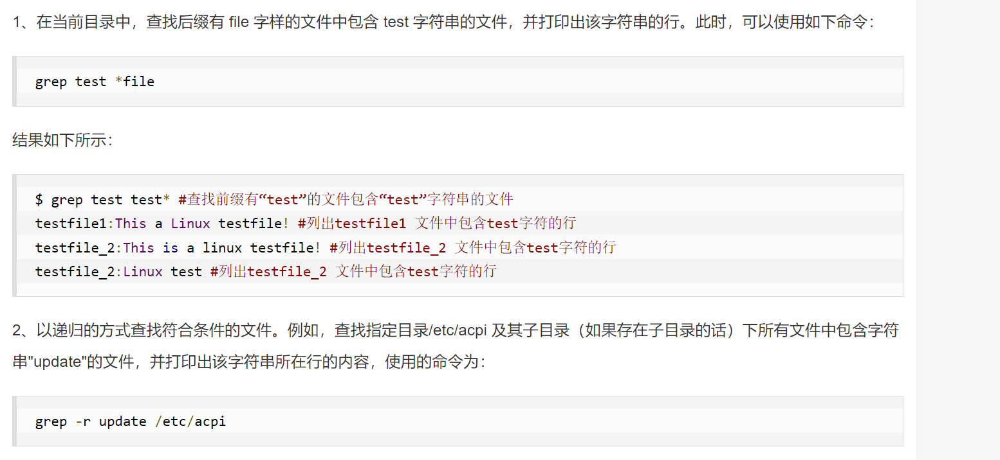 1、在当前目录中，查找后缀有 file 字样的文件中包含 test 字符串的文件，并打印出该字符串的行。此时，可以使用如下命令：
grep test *file
结果如下所示：
$ grep test test* #查找前缀有“test”的文件包含“test”字符串的文件
testfile1:This a Linux testfile! #列出testfile1 文件中包含test字符的行
testfile_2:This is a linux testfile! #列出testfile_2 文件中包含test字符的行
testfile_2:Linux test #列出testfile_2 文件中包含test字符的行
2、以递归的方式查找符合条件的文件。例如，查找指定目录/etc/acpi 及其子目录（如果存在子目录的话）下所有文件中包含字符
串"update"的文件，并打印出该字符串所在行的内容，使用的命令为：
grep -r update /etc/acpi